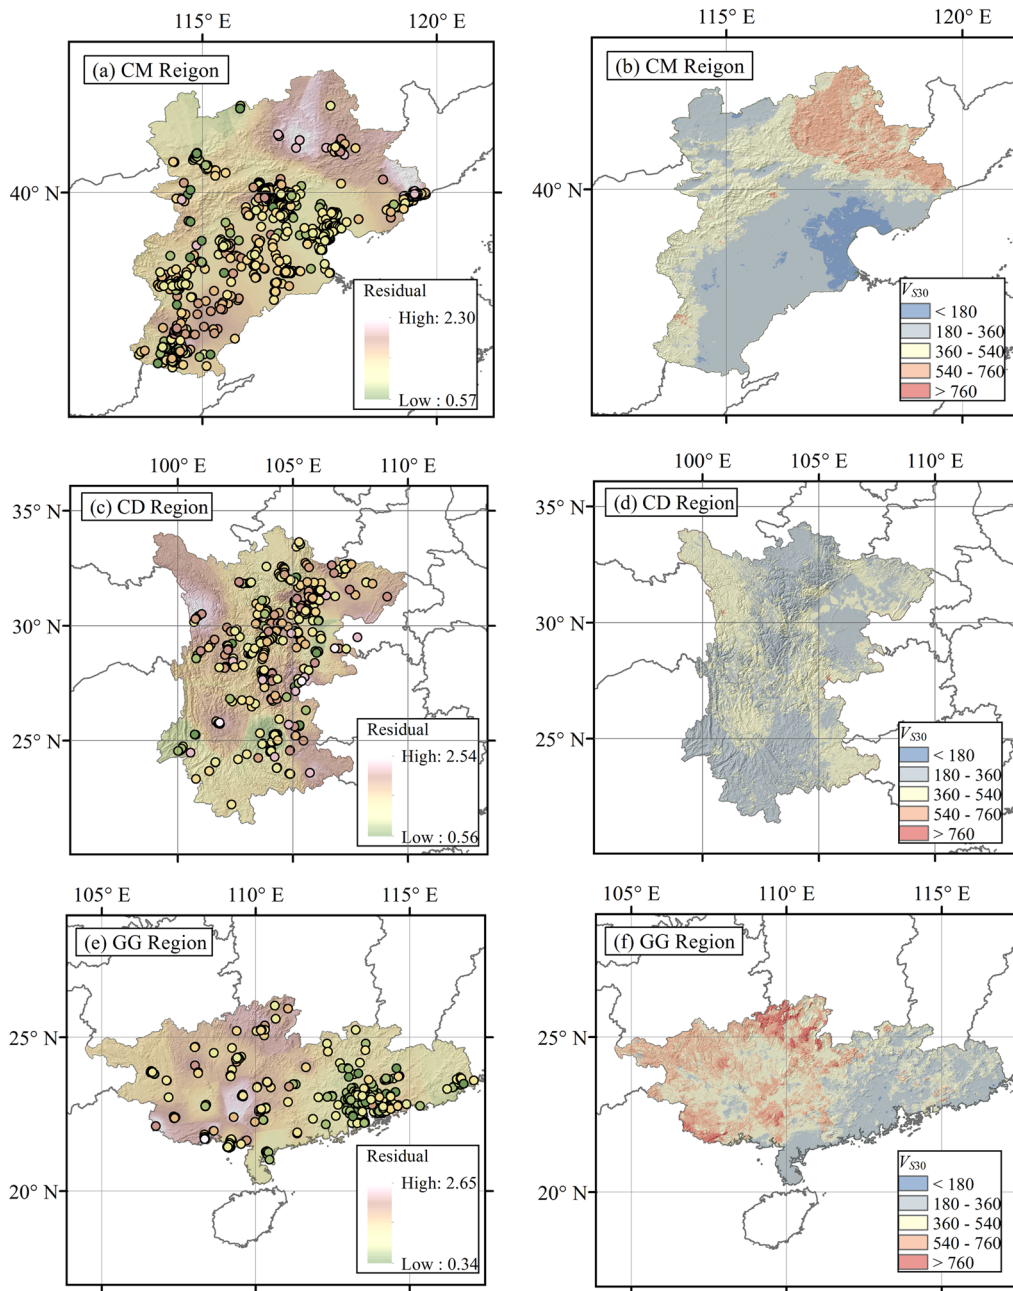 115° E 120° E
(a) CM Reigon
40° N
Residual
High: 2.30
Low : 0.57
115° E 120° E
(b) CM Reigon
40° N
V_S30
< 180
180 - 360
360 - 540
540 - 760
> 760
100° E 105° E 110° E
(c) CD Region
35° N
30° N
25° N
Residual
High: 2.54
Low : 0.56
100° E 105° E 110° E
(d) CD Region
35° N
30° N
25° N
V_S30
< 180
180 - 360
360 - 540
540 - 760
> 760
105° E 110° E 115° E
(e) GG Region
25° N
20° N
Residual
High: 2.65
Low : 0.34
105° E 110° E 115° E
(f) GG Region
25° N
20° N
V_S30
< 180
180 - 360
360 - 540
540 - 760
> 760